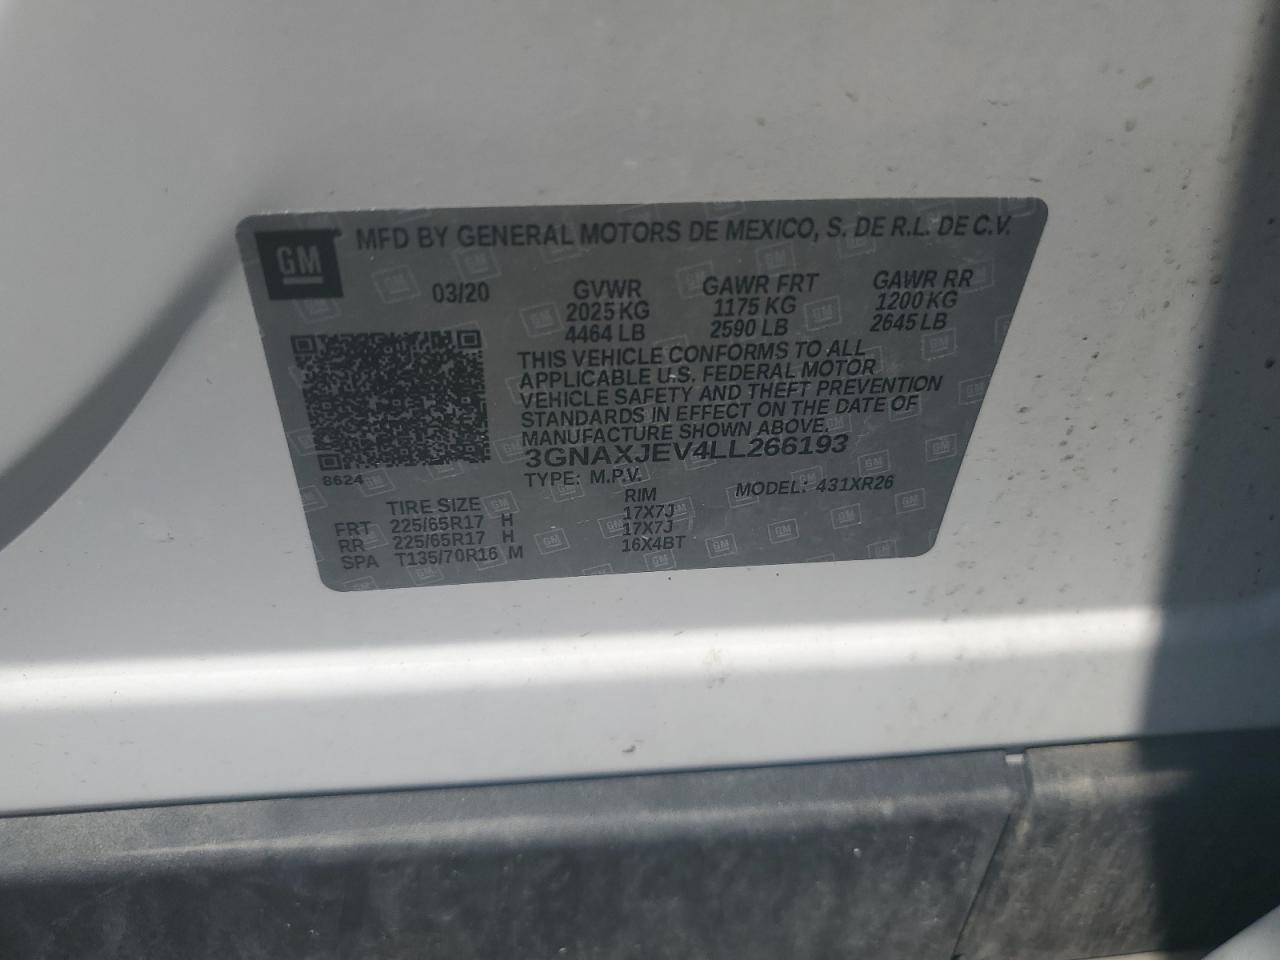 GM
MFD BY GENERAL MOTORS DE MEXICO, S. DE R.L. DE C.V.
03/20 GVWR GAWR FRT GAWR RR
2025 KG 1175 KG 1200 KG
4464 LB 2590 LB 2645 LB
THIS VEHICLE CONFORMS TO ALL
APPLICABLE U.S. FEDERAL MOTOR
VEHICLE SAFETY AND THEFT PREVENTION
STANDARDS IN EFFECT ON THE DATE OF
MANUFACTURE SHOWN ABOVE.
3GNAXJEV4LL266193
8624
TYPE: M.P.V. MODEL: 431XR26
TIRE SIZE RIM
FRT 225/65R17 H 17X7J
RR 225/65R17 H 17X7J
SPA T135/70R16 M 16X4BT